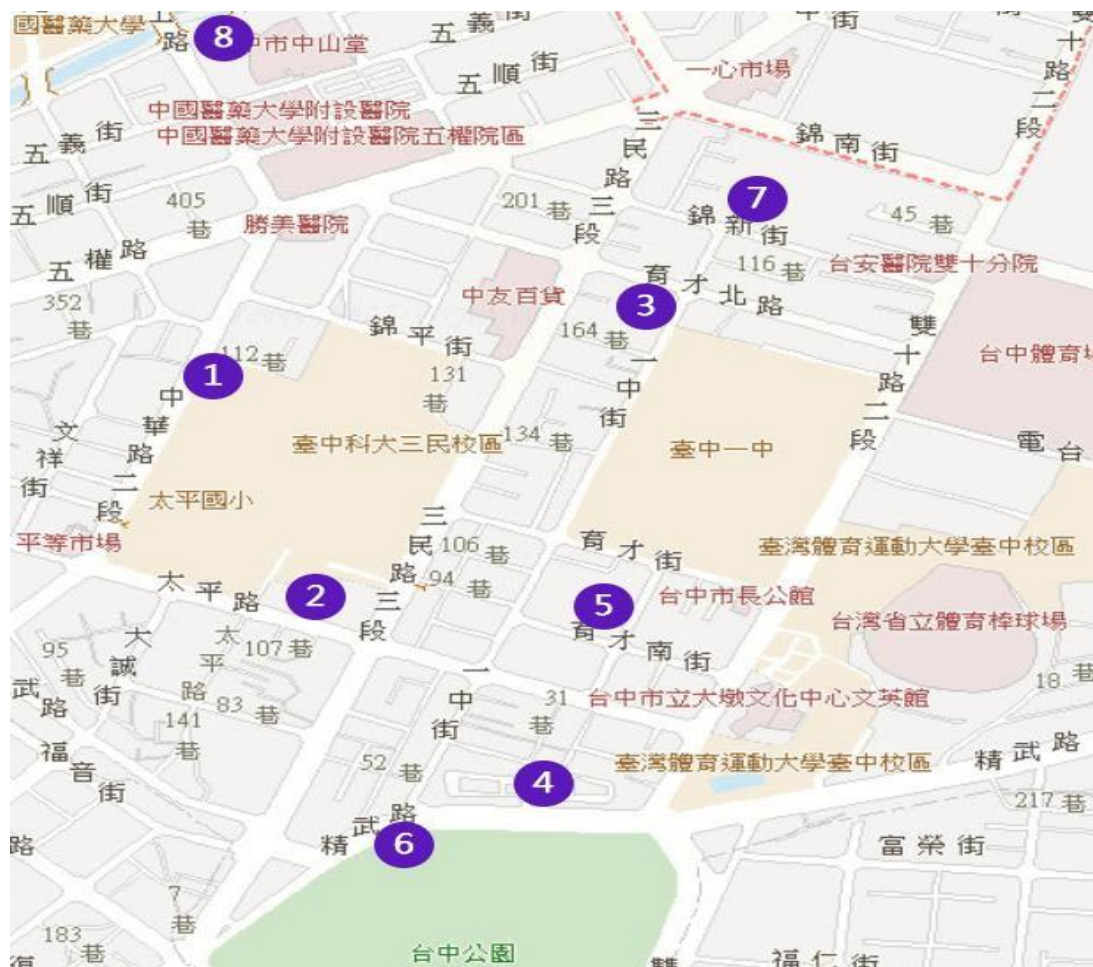 國醫藥大學
五
路
8
中市中山堂
五義街
五順街
中街
雙十路二段
一心市場
中國醫藥大學附設醫院
中國醫藥大學附設醫院五權院區
五義街
三民路三段
錦南街
五順街
405巷
201巷
7
45巷
勝美醫院
錦新街
五權路
116巷
台安醫院雙十分院
352巷
中友百貨
育才北路
3
164巷
錦平街
雙十路二段
台中體育場
112巷
1
131巷
一中街
中華路二段
文祥街
臺中科大三民校區
134巷
臺中一中
電台
太平國小
平等市場
三民路三段
106巷
94巷
育才街
臺灣體育運動大學臺中校區
太平路
2
5
台中市長公館
台灣省立體育棒球場
育才南街
95巷
大誠街
太平路
107巷
83巷
141巷
18巷
武路
一中街
31巷
台中市立大墩文化中心文英館
福音街
52巷
4
臺灣體育運動大學臺中校區
精武路
217巷
精武路
6
路
富榮街
7巷
183巷
復
台中公園
雙
福仁街